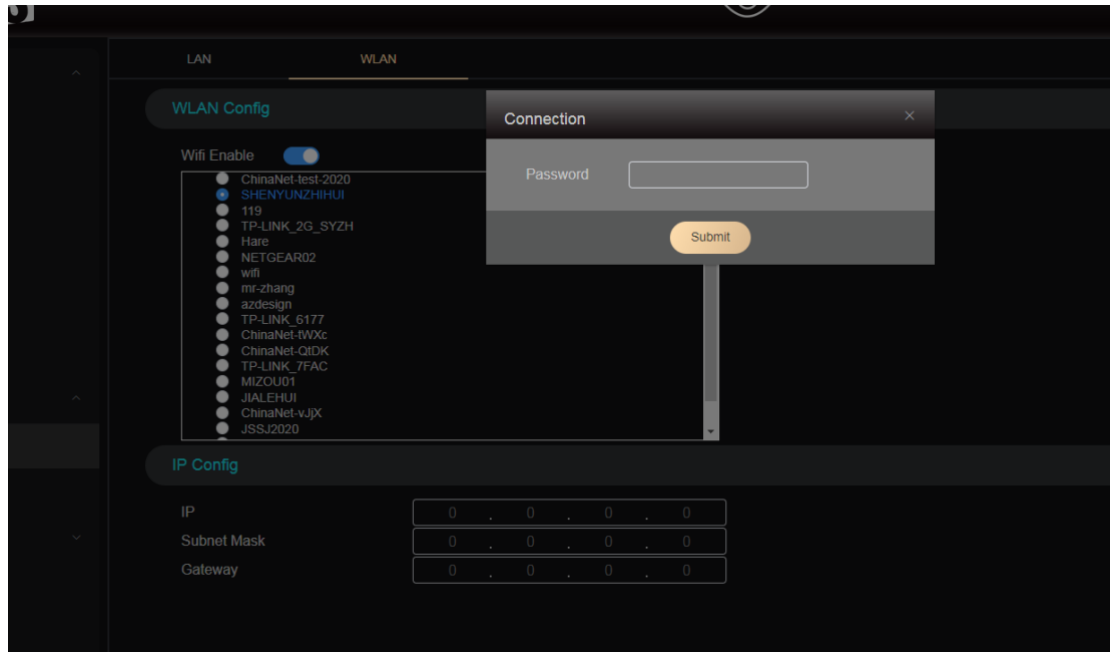 LAN WLAN
WLAN Config
Wifi Enable
ChinaNet-test-2020
SHENYUNZHIHUI
119
TP-LINK_2G_SYZH
Hare
NETGEAR02
wifi
mr-zhang
azdesign
TP-LINK_6177
ChinaNet-tWXc
ChinaNet-QtDK
TP-LINK_7FAC
MIZOU01
JIALEHUI
ChinaNet-vJjX
JSSJ2020
Connection
Password
Submit
IP Config
IP 0 . 0 . 0 . 0
Subnet Mask 0 . 0 . 0 . 0
Gateway 0 . 0 . 0 . 0